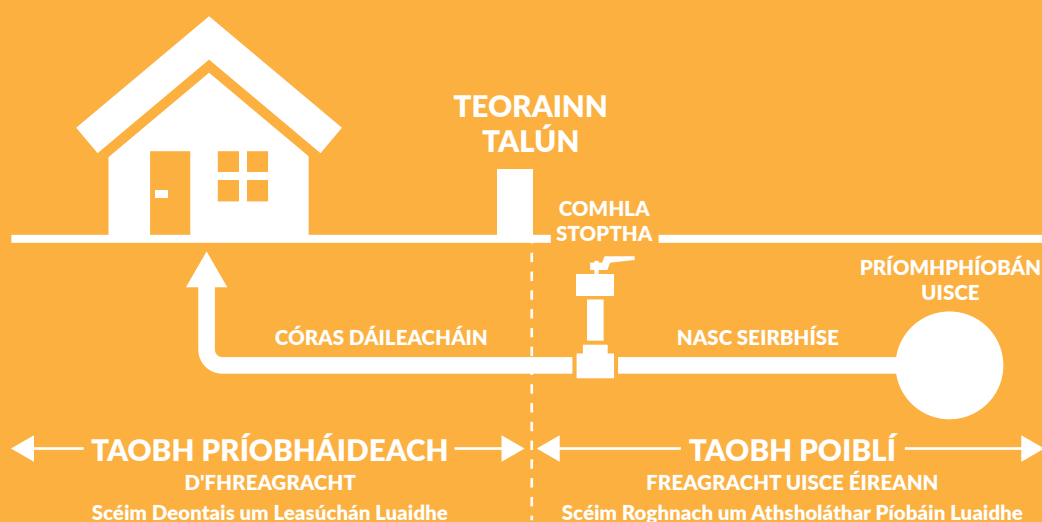 TEORAINN
TALÚN
COMHLA
STOPTHA
PRÍOMHPHÍOBÁN
UISCE
CÓRAS DÁILEACHÁIN
NASC SEIRBHÍSE
TAOBH PRÍOBHÁIDEACH
D'FHREAGRACHT
Scéim Deontais um Leasúchán Luaidhe
TAOBH POIBLÍ
FREAGRACHT UISCE ÉIREANN
Scéim Roghnach um Athsholáthar Píobáin Luaidhe